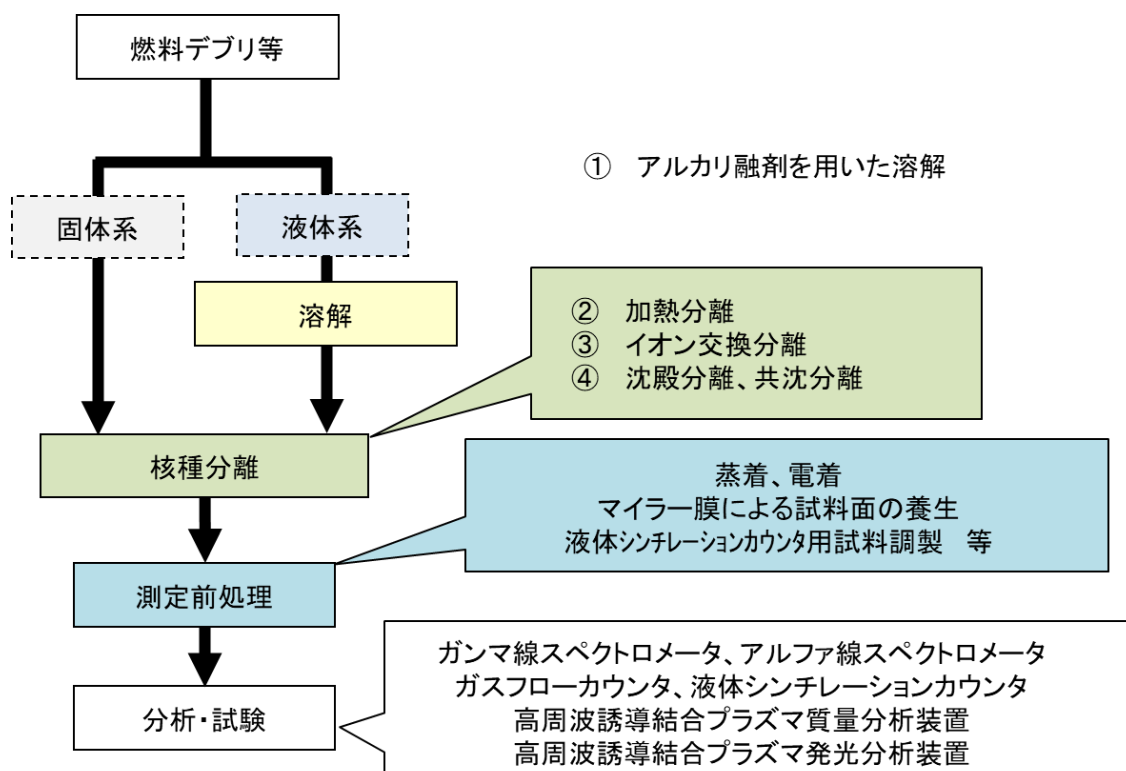 燃料デブリ等
① アルカリ融剤を用いた溶解
固体系
液体系
溶解
② 加熱分離
③ イオン交換分離
④ 沈殿分離、共沈分離
核種分離
蒸着、電着
マイラー膜による試料面の養生
液体シンチレーションカウンタ用試料調製 等
測定前処理
ガンマ線スペクトロメータ、アルファ線スペクトロメータ
ガスフローカウンタ、液体シンチレーションカウンタ
高周波誘導結合プラズマ質量分析装置
高周波誘導結合プラズマ発光分析装置
分析・試験